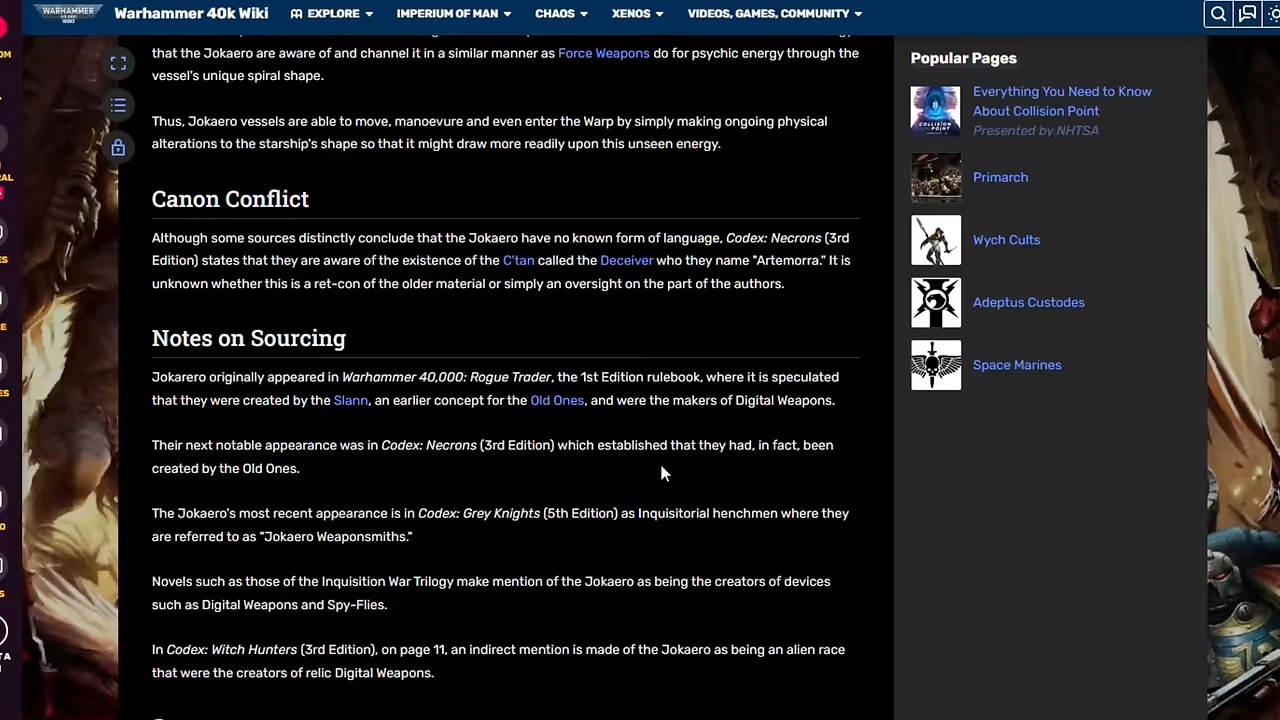 WARHAMMER
40,000
WIKI
Warhammer 40k Wiki
EXPLORE
IMPERIUM OF MAN
CHAOS
XENOS
VIDEOS, GAMES, COMMUNITY
that the Jokaero are aware of and channel it in a similar manner as Force Weapons do for psychic energy through the
vessel's unique spiral shape.
Thus, Jokaero vessels are able to move, manoevure and even enter the Warp by simply making ongoing physical
alterations to the starship's shape so that it might draw more readily upon this unseen energy.
Canon Conflict
Although some sources distinctly conclude that the Jokaero have no known form of language, Codex: Necrons (3rd
Edition) states that they are aware of the existence of the C'tan called the Deceiver who they name "Artemorra." It is
unknown whether this is a ret-con of the older material or simply an oversight on the part of the authors.
Notes on Sourcing
Jokarero originally appeared in Warhammer 40,000: Rogue Trader, the 1st Edition rulebook, where it is speculated
that they were created by the Slann, an earlier concept for the Old Ones, and were the makers of Digital Weapons.
Their next notable appearance was in Codex: Necrons (3rd Edition) which established that they had, in fact, been
created by the Old Ones.
The Jokaero's most recent appearance is in Codex: Grey Knights (5th Edition) as Inquisitorial henchmen where they
are referred to as "Jokaero Weaponsmiths."
Novels such as those of the Inquisition War Trilogy make mention of the Jokaero as being the creators of devices
such as Digital Weapons and Spy-Flies.
In Codex: Witch Hunters (3rd Edition), on page 11, an indirect mention is made of the Jokaero as being an alien race
that were the creators of relic Digital Weapons.
Popular Pages
COLLISION
POINT
Everything You Need to Know
About Collision Point
Presented by NHTSA
Primarch
Wych Cults
Adeptus Custodes
Space Marines